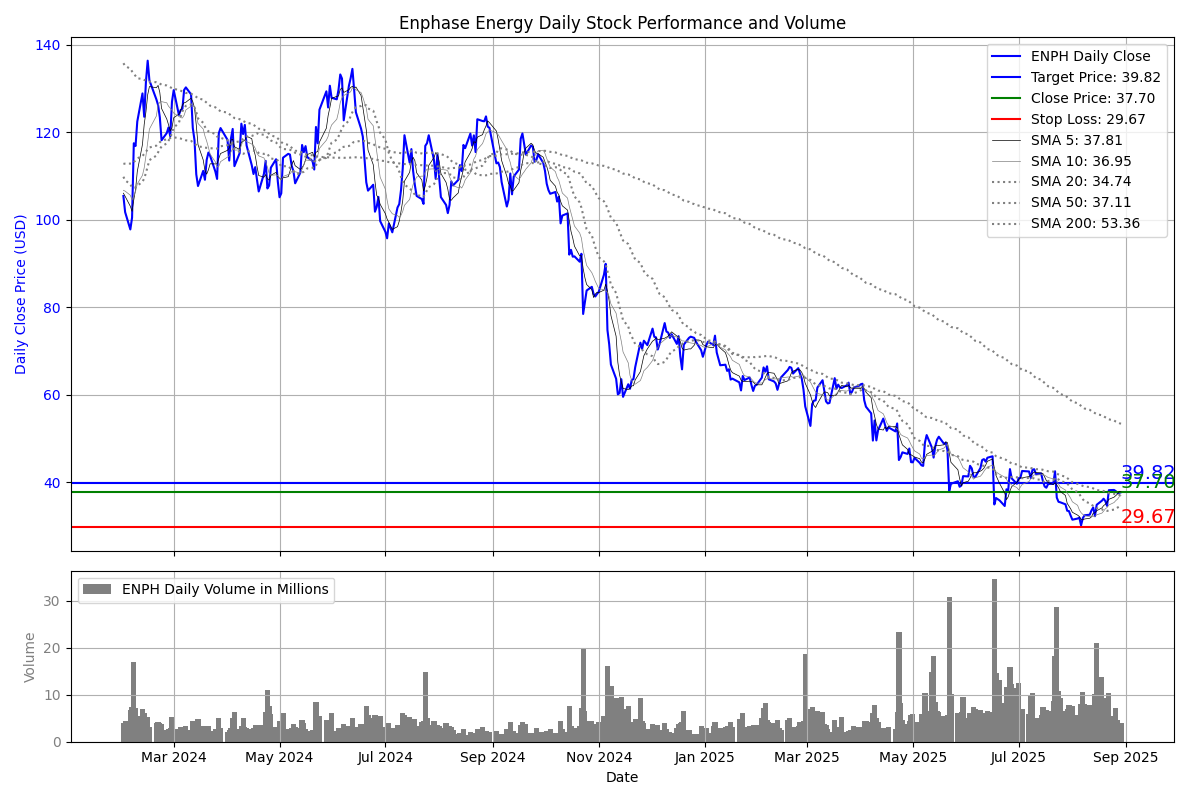 Enphase Energy Daily Stock Performance and Volume
140
120
100
80
60
40
Daily Close Price (USD)
ENPH Daily Close
Target Price: 39.82
Close Price: 37.70
Stop Loss: 29.67
SMA 5: 37.81
SMA 10: 36.95
SMA 20: 34.74
SMA 50: 37.11
SMA 200: 53.36
39.82
37.70
29.67
ENPH Daily Volume in Millions
30
20
10
0
Volume
Mar 2024
May 2024
Jul 2024
Sep 2024
Nov 2024
Jan 2025
Mar 2025
May 2025
Jul 2025
Sep 2025
Date